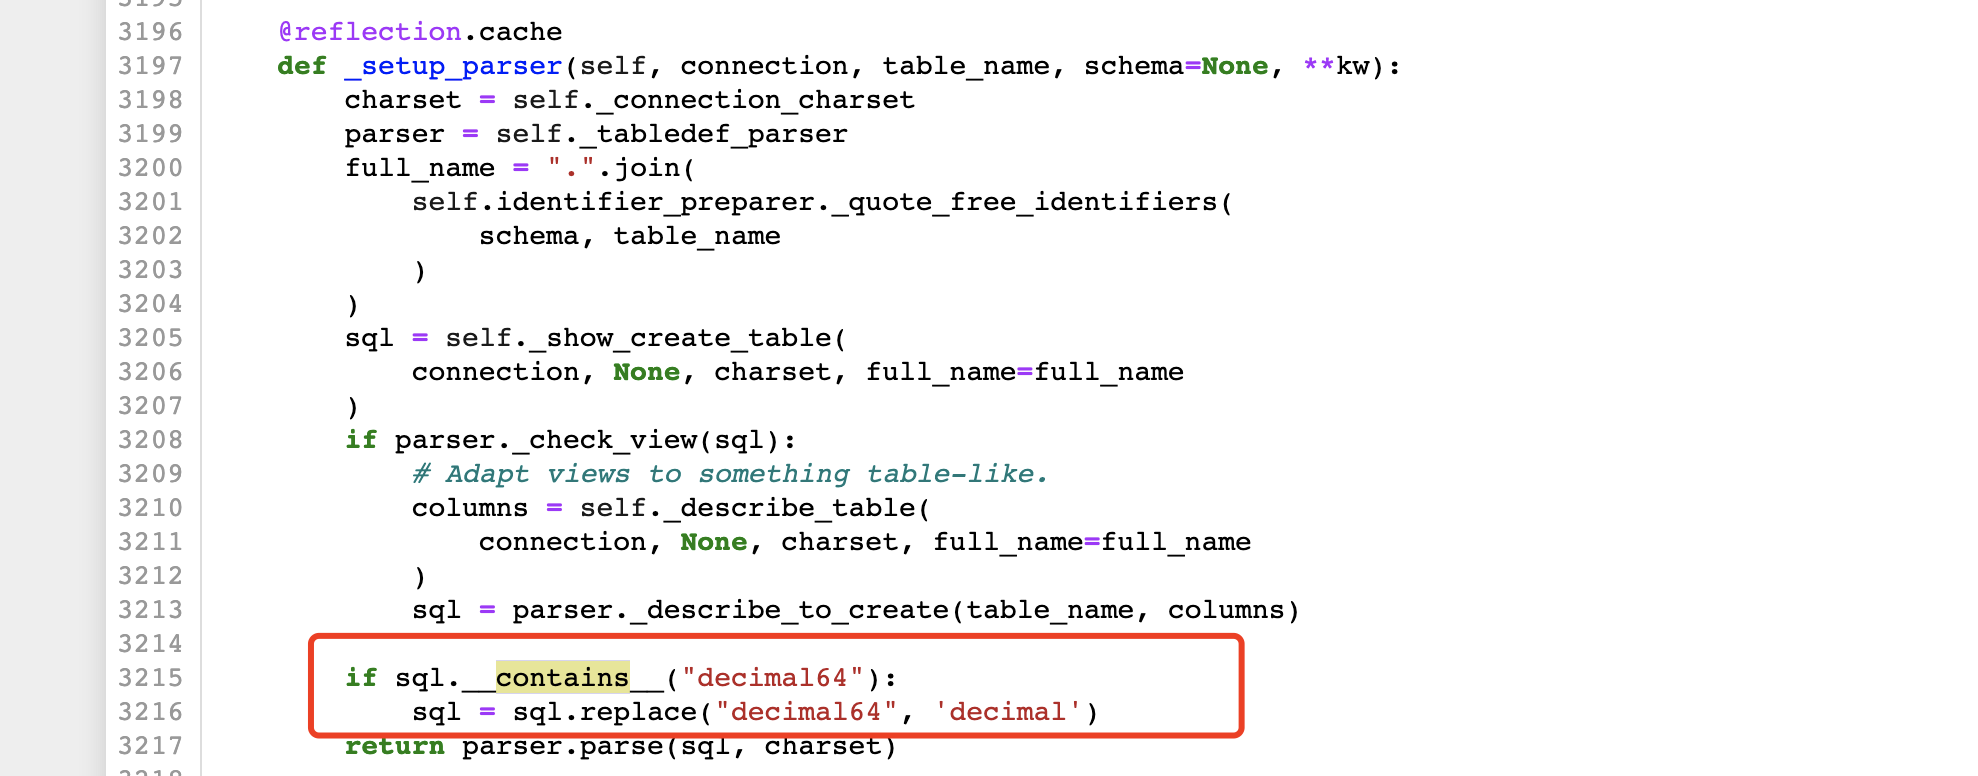 3195
3196 @reflection.cache
3197 def _setup_parser(self, connection, table_name, schema=None, **kw):
3198 charset = self._connection_charset
3199 parser = self._tabledef_parser
3200 full_name = ".".join(
3201 self.identifier_preparer._quote_free_identifiers(
3202 schema, table_name
3203 )
3204 )
3205 sql = self._show_create_table(
3206 connection, None, charset, full_name=full_name
3207 )
3208 if parser._check_view(sql):
3209 # Adapt views to something table-like.
3210 columns = self._describe_table(
3211 connection, None, charset, full_name=full_name
3212 )
3213 sql = parser._describe_to_create(table_name, columns)
3214
3215 if sql.__contains__("decimal64"):
3216 sql = sql.replace("decimal64", 'decimal')
3217 return parser.parse(sql, charset)
3218